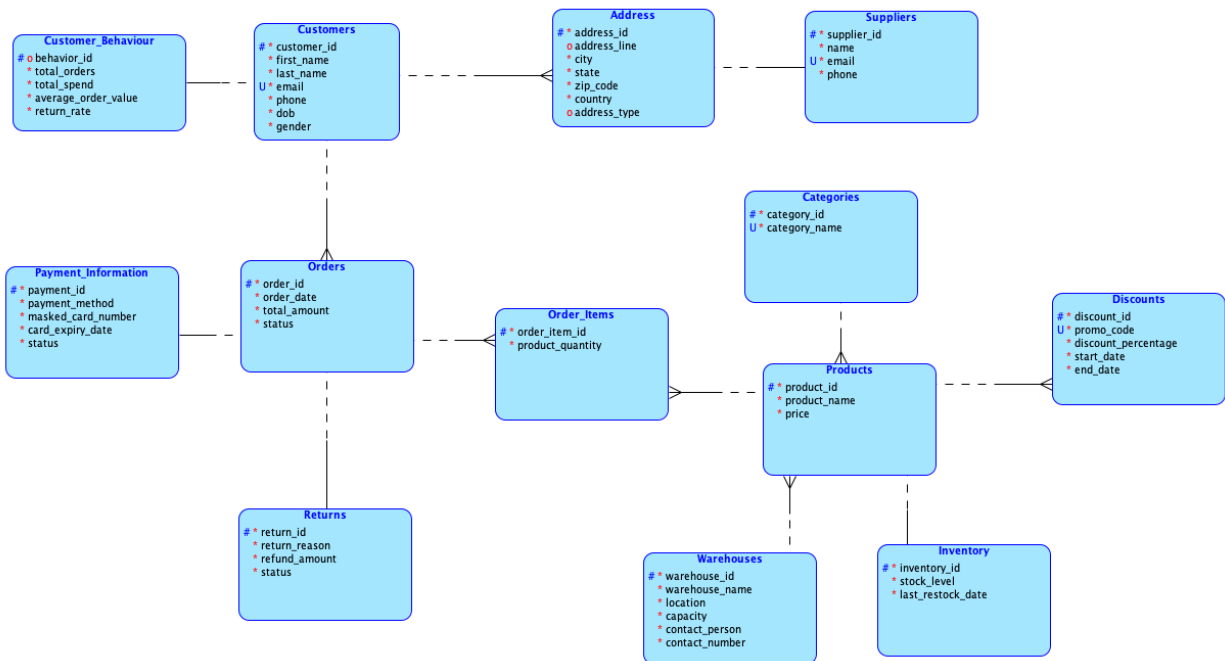 Customer_Behaviour
# o behavior_id
* total_orders
* total_spend
* average_order_value
* return_rate
Customers
# * customer_id
* first_name
* last_name
U * email
* phone
* dob
* gender
Address
# * address_id
o address_line
* city
* state
* zip_code
* country
o address_type
Suppliers
# * supplier_id
* name
U * email
* phone
Categories
# * category_id
U * category_name
Payment_Information
# * payment_id
* payment_method
* masked_card_number
* card_expiry_date
* status
Orders
# * order_id
* order_date
* total_amount
* status
Order_Items
# * order_item_id
* product_quantity
Products
# * product_id
* product_name
* price
Discounts
# * discount_id
U * promo_code
* discount_percentage
* start_date
* end_date
Returns
# * return_id
* return_reason
* refund_amount
* status
Warehouses
# * warehouse_id
* warehouse_name
* location
* capacity
* contact_person
* contact_number
Inventory
# * inventory_id
* stock_level
* last_restock_date